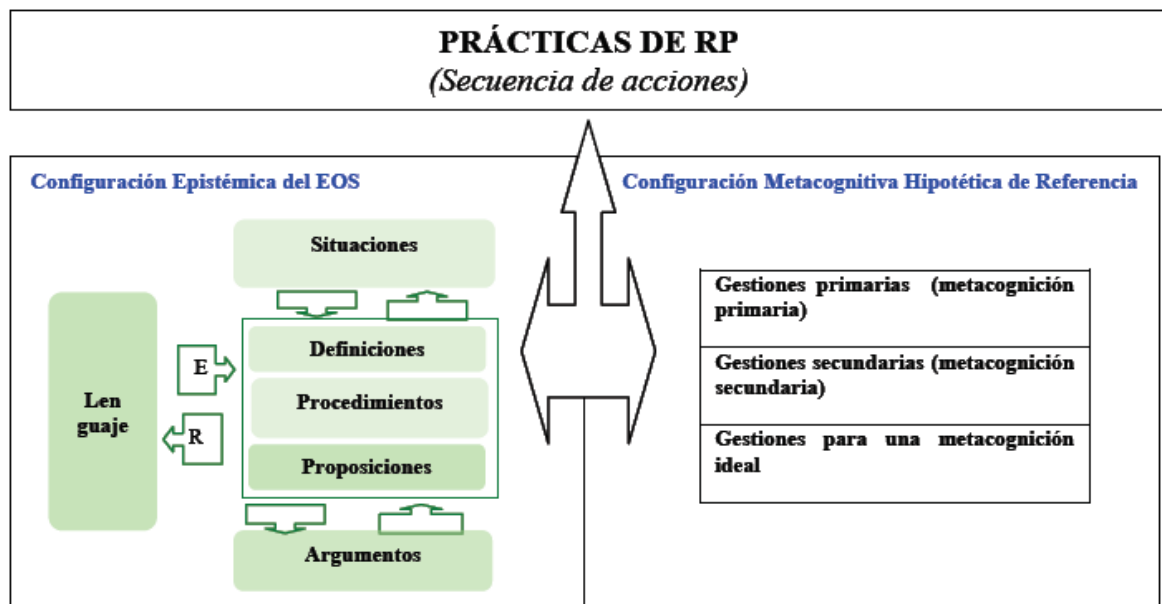 PRÁCTICAS DE RP
(Secuencia de acciones)
Configuración Epistémica del EOS
Situaciones
Definiciones
E
Procedimientos
Len
guaje
R
Proposiciones
Argumentos
Configuración Metacognitiva Hipotética de Referencia
Gestiones primarias (metacognición
primaria)
Gestiones secundarias (metacognición
secundaria)
Gestiones para una metacognición
ideal